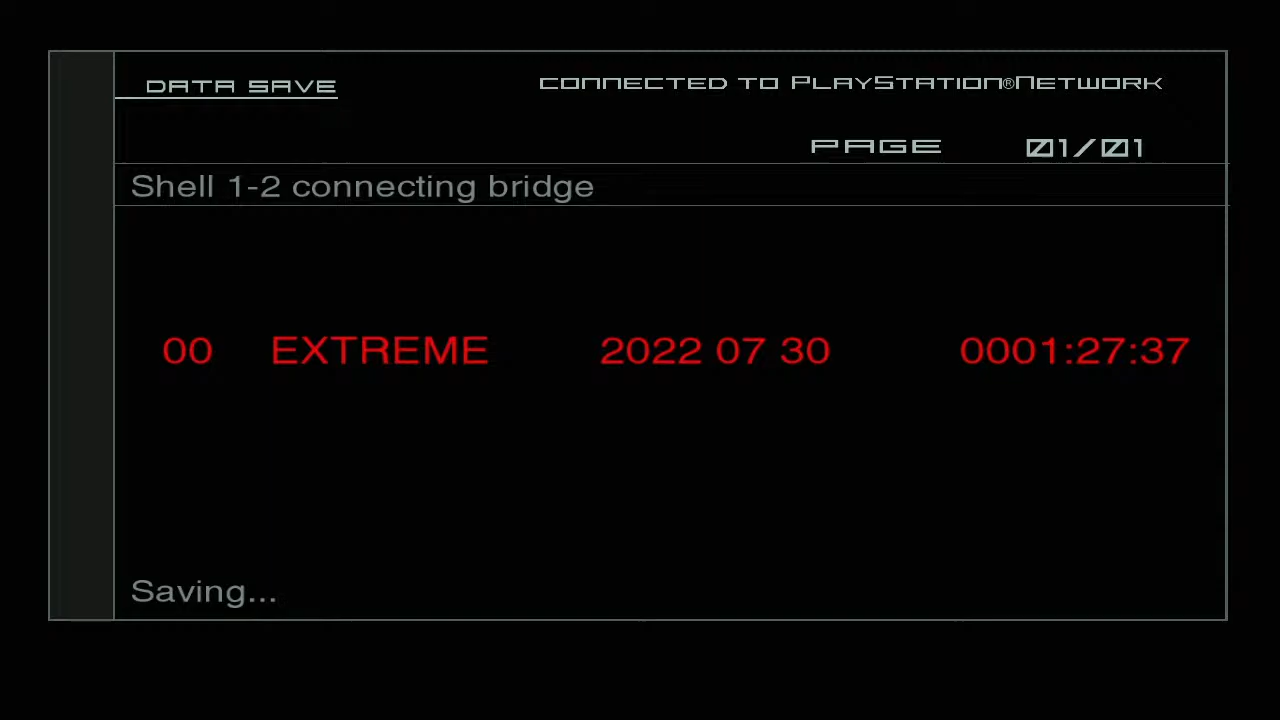 DATA SAVE
CONNECTED TO PLAYSTATION®NETWORK
PAGE 01/01
Shell 1-2 connecting bridge
00 EXTREME 2022 07 30 0001:27:37
Saving...